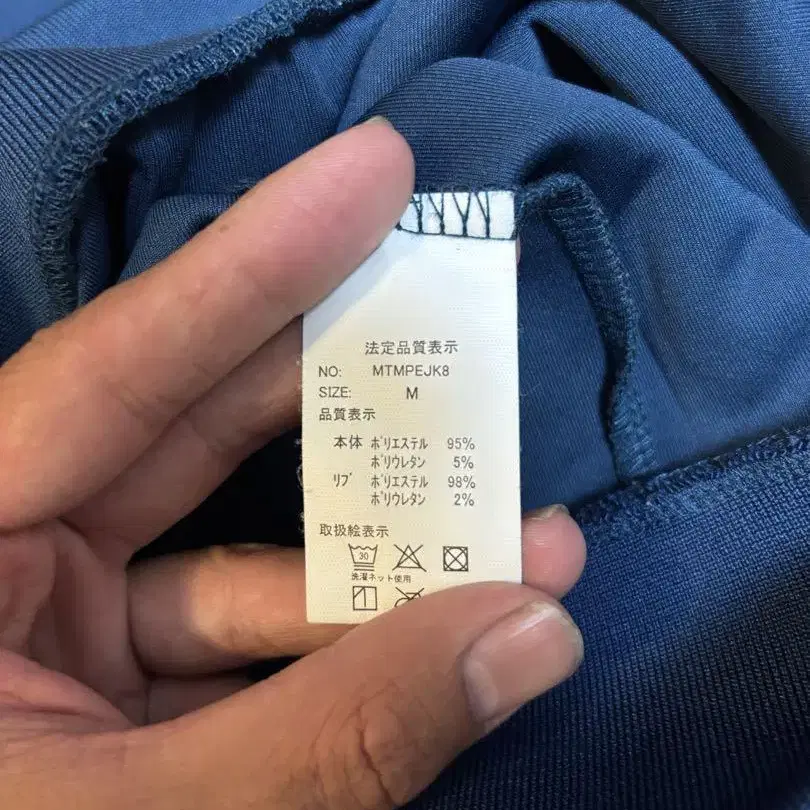 法定品質表示
NO: MTMPEJK8
SIZE: M
品質表示
本体 ポリエステル 95%
ポリウレタン 5%
リブ ポリエステル 98%
ポリウレタン 2%
取扱絵表示
30
洗濯ネット使用